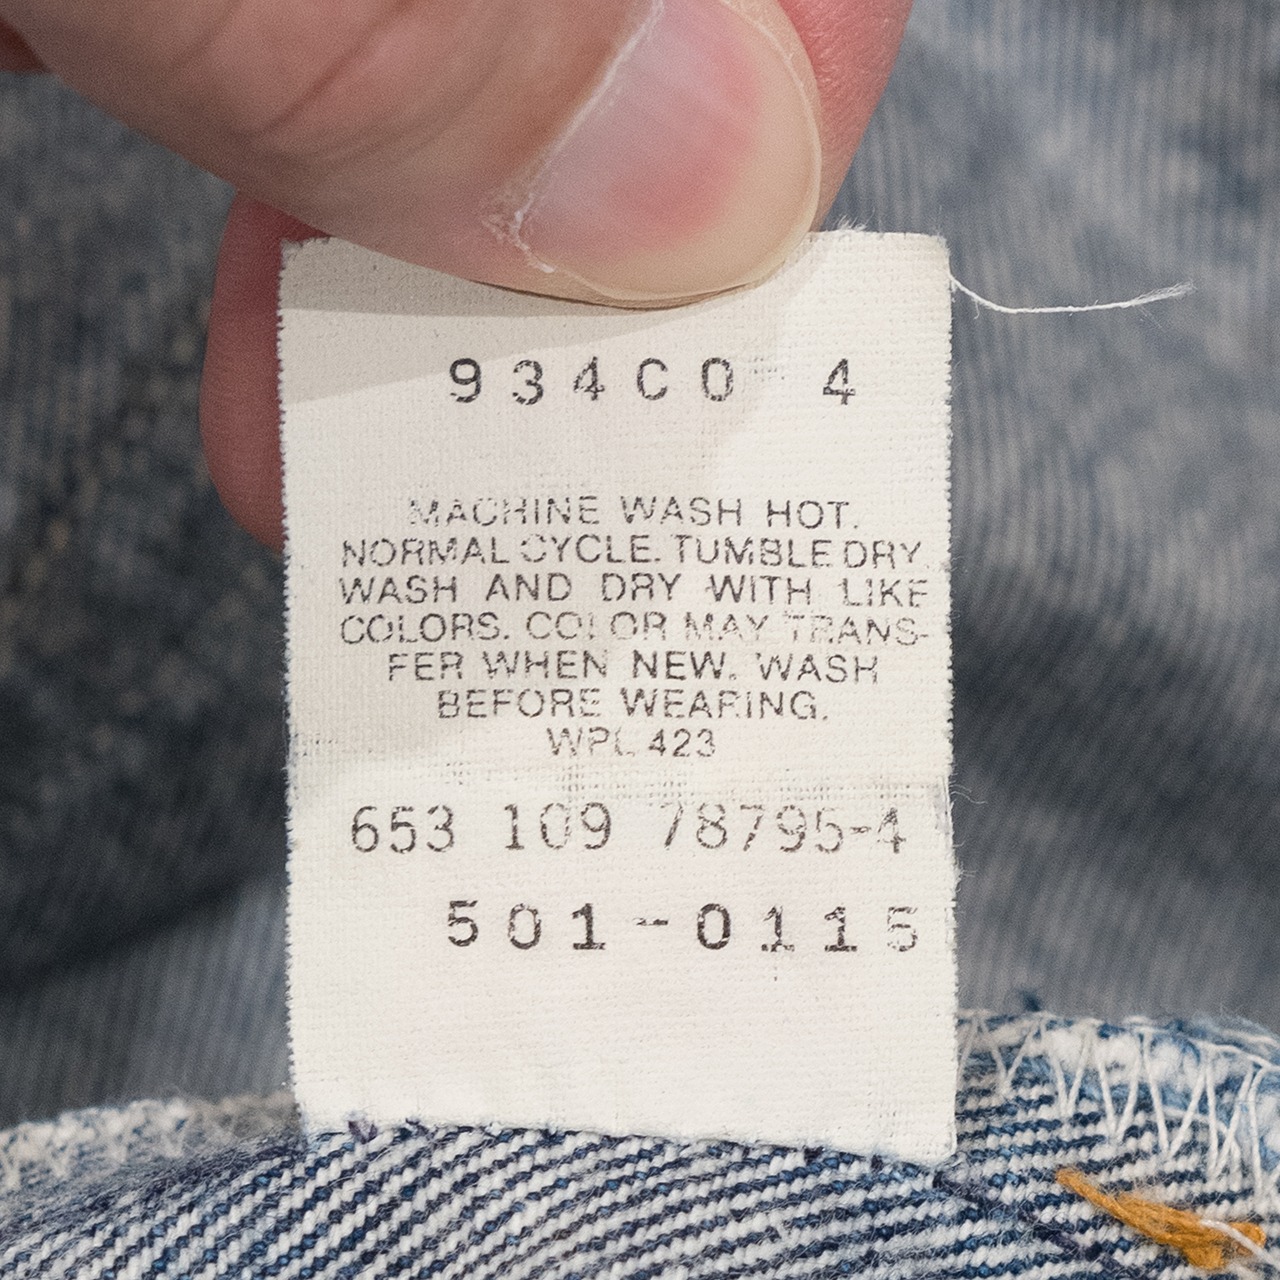 934C0 4
MACHINE WASH HOT.
NORMAL CYCLE. TUMBLE DRY.
WASH AND DRY WITH LIKE
COLORS. COLOR MAY TRANS-
FER WHEN NEW. WASH
BEFORE WEARING.
WPL 423
653 109 78795-4
501-0115